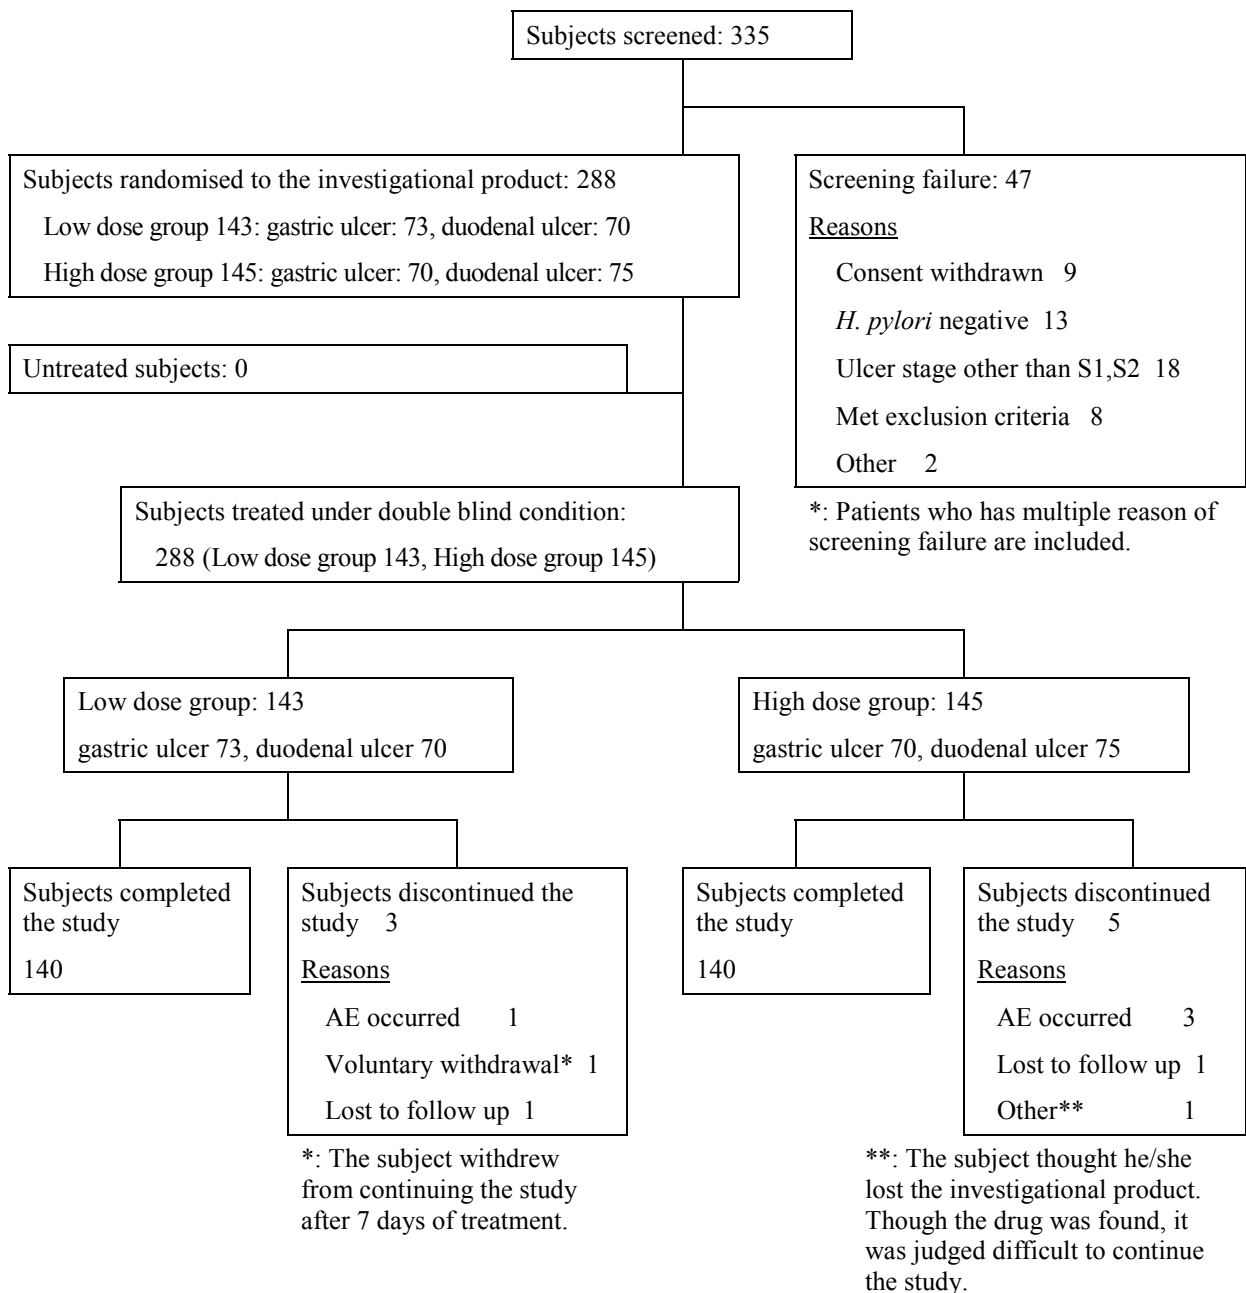 Subjects screened: 335
Subjects randomised to the investigational product: 288
Low dose group 143: gastric ulcer: 73, duodenal ulcer: 70
High dose group 145: gastric ulcer: 70, duodenal ulcer: 75
Screening failure: 47
Reasons
Consent withdrawn 9
H. pylori negative 13
Ulcer stage other than S1,S2 18
Met exclusion criteria 8
Other 2
*: Patients who has multiple reason of
screening failure are included.
Untreated subjects: 0
Subjects treated under double blind condition:
288 (Low dose group 143, High dose group 145)
Low dose group: 143
gastric ulcer 73, duodenal ulcer 70
High dose group: 145
gastric ulcer 70, duodenal ulcer 75
Subjects completed
the study
140
Subjects discontinued the
study 3
Reasons
AE occurred 1
Voluntary withdrawal* 1
Lost to follow up 1
*: The subject withdrew
from continuing the study
after 7 days of treatment.
Subjects completed
the study
140
Subjects discontinued
the study 5
Reasons
AE occurred 3
Lost to follow up 1
Other** 1
**: The subject thought he/she
lost the investigational product.
Though the drug was found, it
was judged difficult to continue
the study.